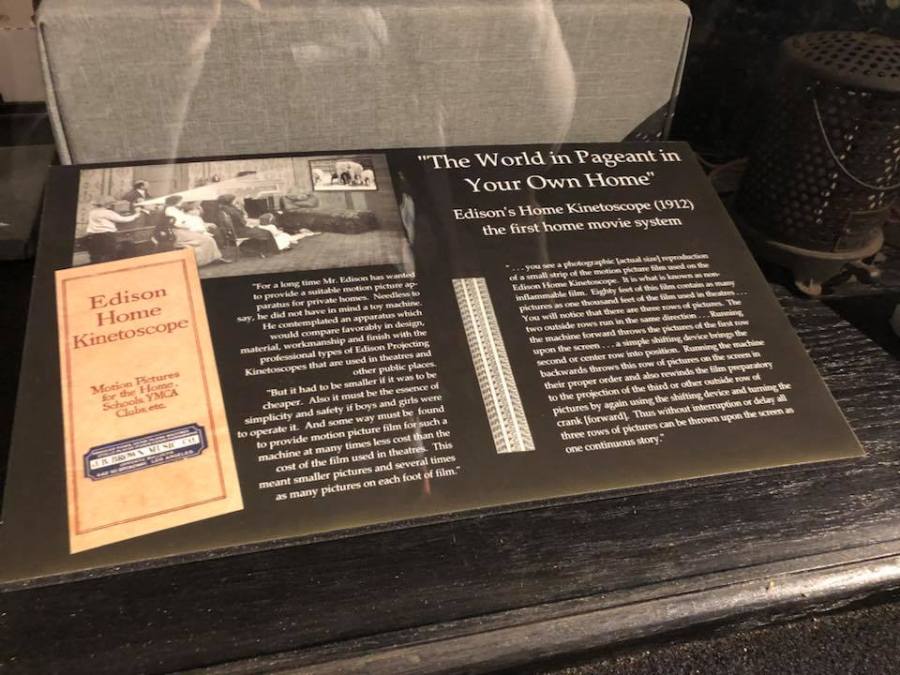 "The World in Pageant in
Your Own Home"
Edison's Home Kinetoscope (1912)
the first home movie system
Edison
Home
Kinetoscope
Motion Pictures
for the Home,
Schools, YMCA
Clubs, etc.
J.B. BROWN MUSIC CO.
LOS ANGELES
"For a long time Mr. Edison has wanted
to provide a suitable motion picture ap-
paratus for private homes. Needless to
say, he did not have in mind a toy machine.
He contemplated an apparatus which
would compare favorably in design,
material, workmanship and finish with the
professional types of Edison Projecting
Kinetoscopes that are used in theatres and
other public places.
"But it had to be smaller if it was to be
cheaper. Also it must be the essence of
simplicity and safety if boys and girls were
to operate it. And some way must be found
to provide motion picture film for such a
machine at many times less cost than the
cost of the film used in theatres. This
meant smaller pictures and several times
as many pictures on each foot of film."
" . . . you see a photographic [actual size] reproduction
of a small strip of the motion picture film used on the
Edison Home Kinetoscope. It is what is known as non-
inflammable film. Eighty feet of this film contain as many
pictures as one thousand feet of the film used in theatres . . .
You will notice that there are three rows of pictures. The
two outside rows run in the same direction . . . Running
the machine forward throws the pictures of the first row
upon the screen . . . a simple shifting device brings the
second or center row into position. Running the machine
backwards throws this row of pictures on the screen in
their proper order and also rewinds the film preparatory
to the projection of the third or other outside row of
pictures by again using the shifting device and turning the
crank [forward]. Thus without interruption or delay all
three rows of pictures can be thrown upon the screen as
one continuous story."